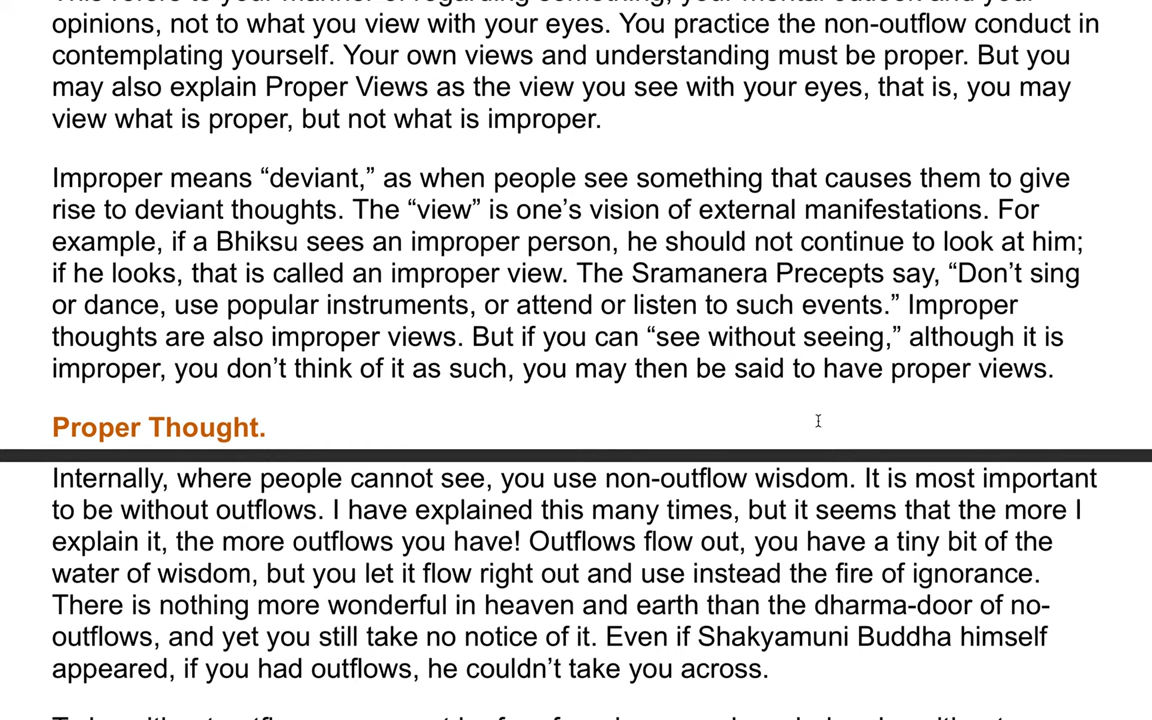 This refers to your manner of regarding something, your mental outlook and your
opinions, not to what you view with your eyes. You practice the non-outflow conduct in
contemplating yourself. Your own views and understanding must be proper. But you
may also explain Proper Views as the view you see with your eyes, that is, you may
view what is proper, but not what is improper.
Improper means “deviant,” as when people see something that causes them to give
rise to deviant thoughts. The “view” is one’s vision of external manifestations. For
example, if a Bhiksu sees an improper person, he should not continue to look at him;
if he looks, that is called an improper view. The Sramanera Precepts say, “Don’t sing
or dance, use popular instruments, or attend or listen to such events.” Improper
thoughts are also improper views. But if you can “see without seeing,” although it is
improper, you don’t think of it as such, you may then be said to have proper views.
Proper Thought.
Internally, where people cannot see, you use non-outflow wisdom. It is most important
to be without outflows. I have explained this many times, but it seems that the more I
explain it, the more outflows you have! Outflows flow out, you have a tiny bit of the
water of wisdom, but you let it flow right out and use instead the fire of ignorance.
There is nothing more wonderful in heaven and earth than the dharma-door of no-
outflows, and yet you still take no notice of it. Even if Shakyamuni Buddha himself
appeared, if you had outflows, he couldn’t take you across.